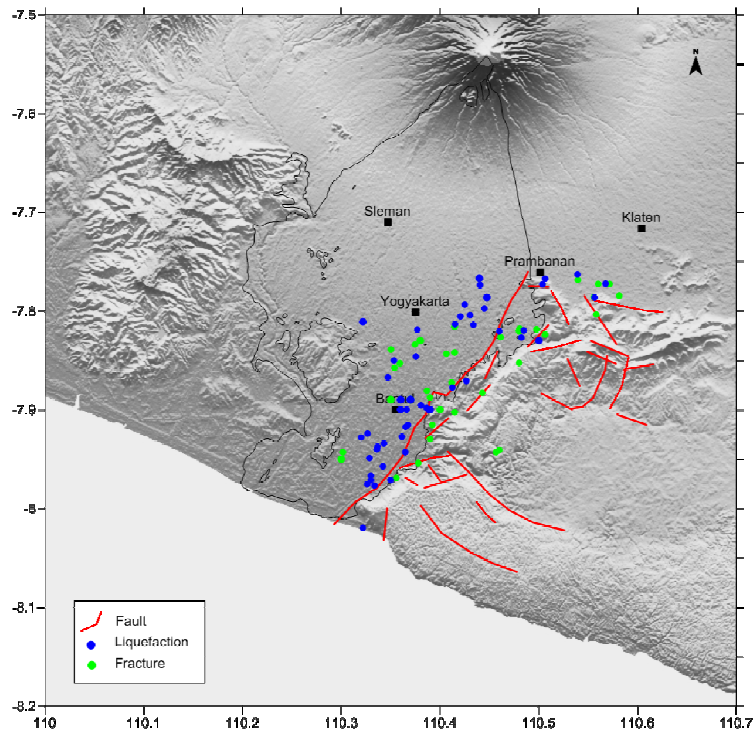 -7.5
N
-7.6
-7.7
Sleman
Klaten
Prambanan
-7.8
Yogyakarta
-7.9
-8
-8.1
Fault
Liquefaction
Fracture
-8.2
110 110.1 110.2 110.3 110.4 110.5 110.6 110.7